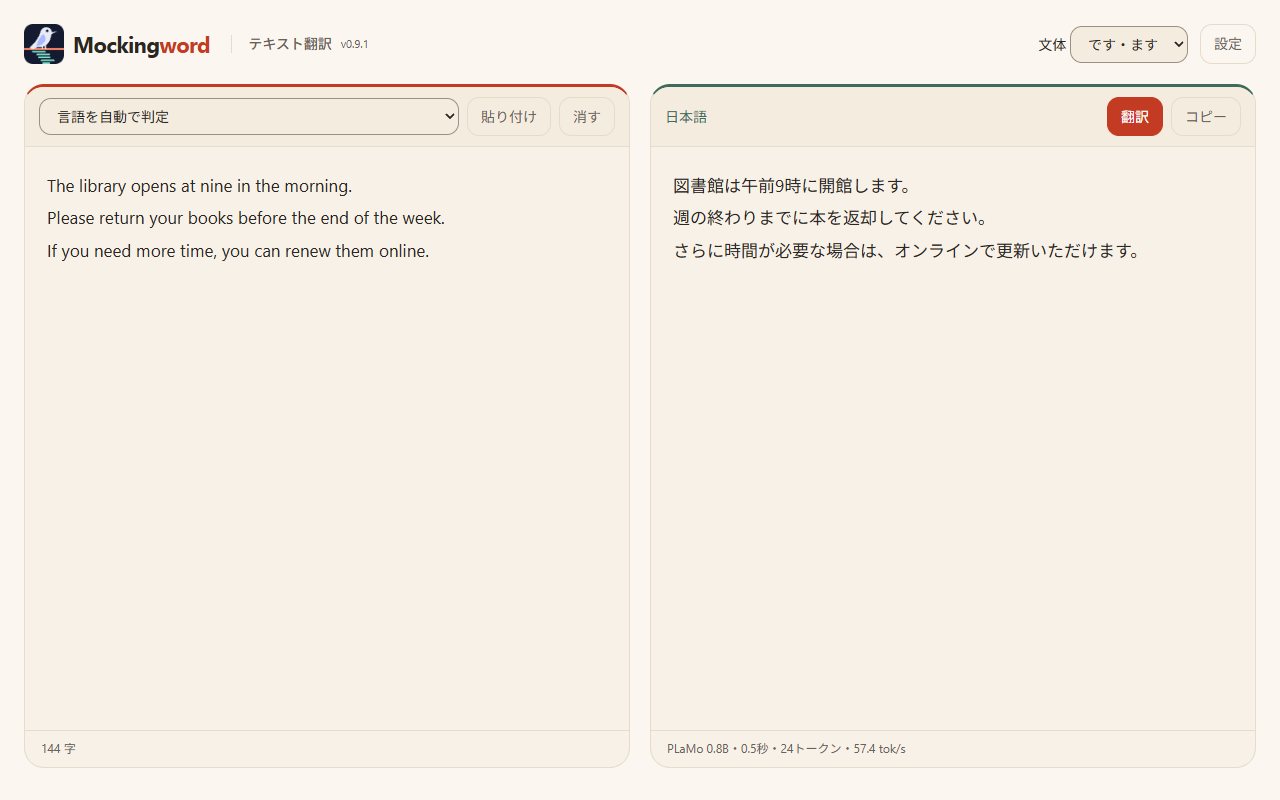 Mockingword
テキスト翻訳 v0.9.1
文体 です・ます 設定
言語を自動で判定 貼り付け 消す
The library opens at nine in the morning.
Please return your books before the end of the week.
If you need more time, you can renew them online.
144 字
日本語 翻訳 コピー
図書館は午前9時に開館します。
週の終わりまでに本を返却してください。
さらに時間が必要な場合は、オンラインで更新いただけます。
PLaMo 0.8B・0.5秒・24トークン・57.4 tok/s